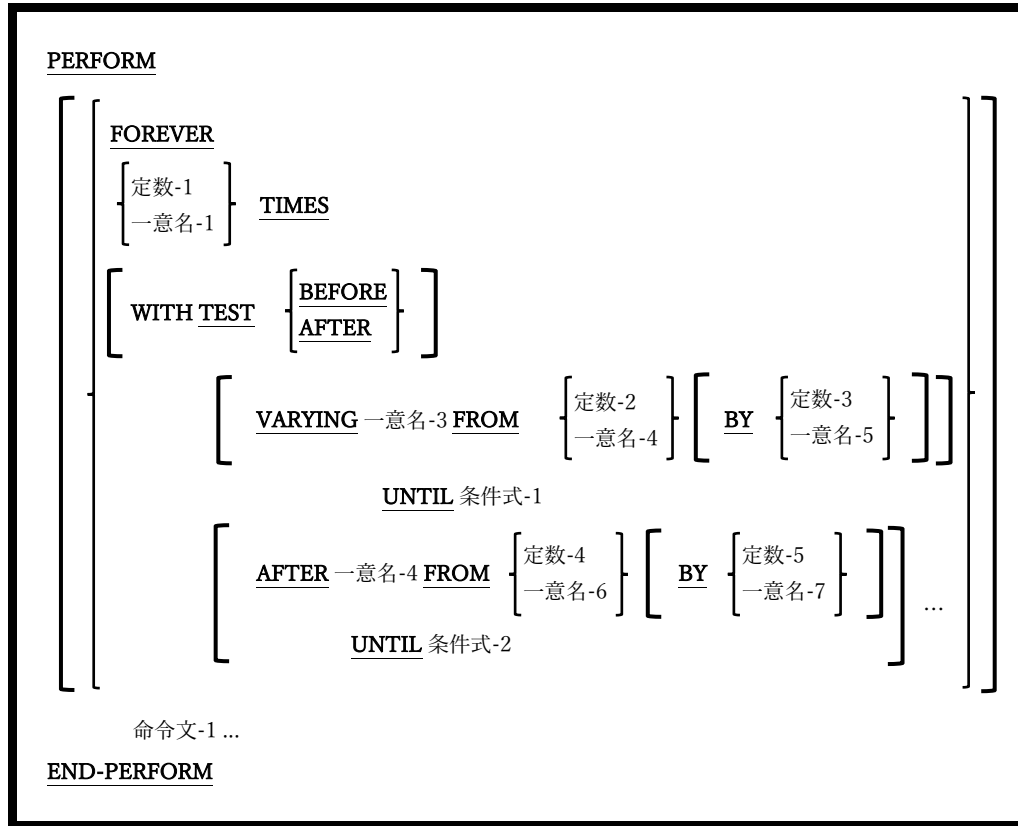 PERFORM
FOREVER
定数-1
一意名-1
TIMES
WITH TEST
BEFORE
AFTER
VARYING 一意名-3 FROM
定数-2
一意名-4
BY
定数-3
一意名-5
UNTIL 条件式-1
AFTER 一意名-4 FROM
定数-4
一意名-6
BY
定数-5
一意名-7
...
UNTIL 条件式-2
命令文-1 ...
END-PERFORM